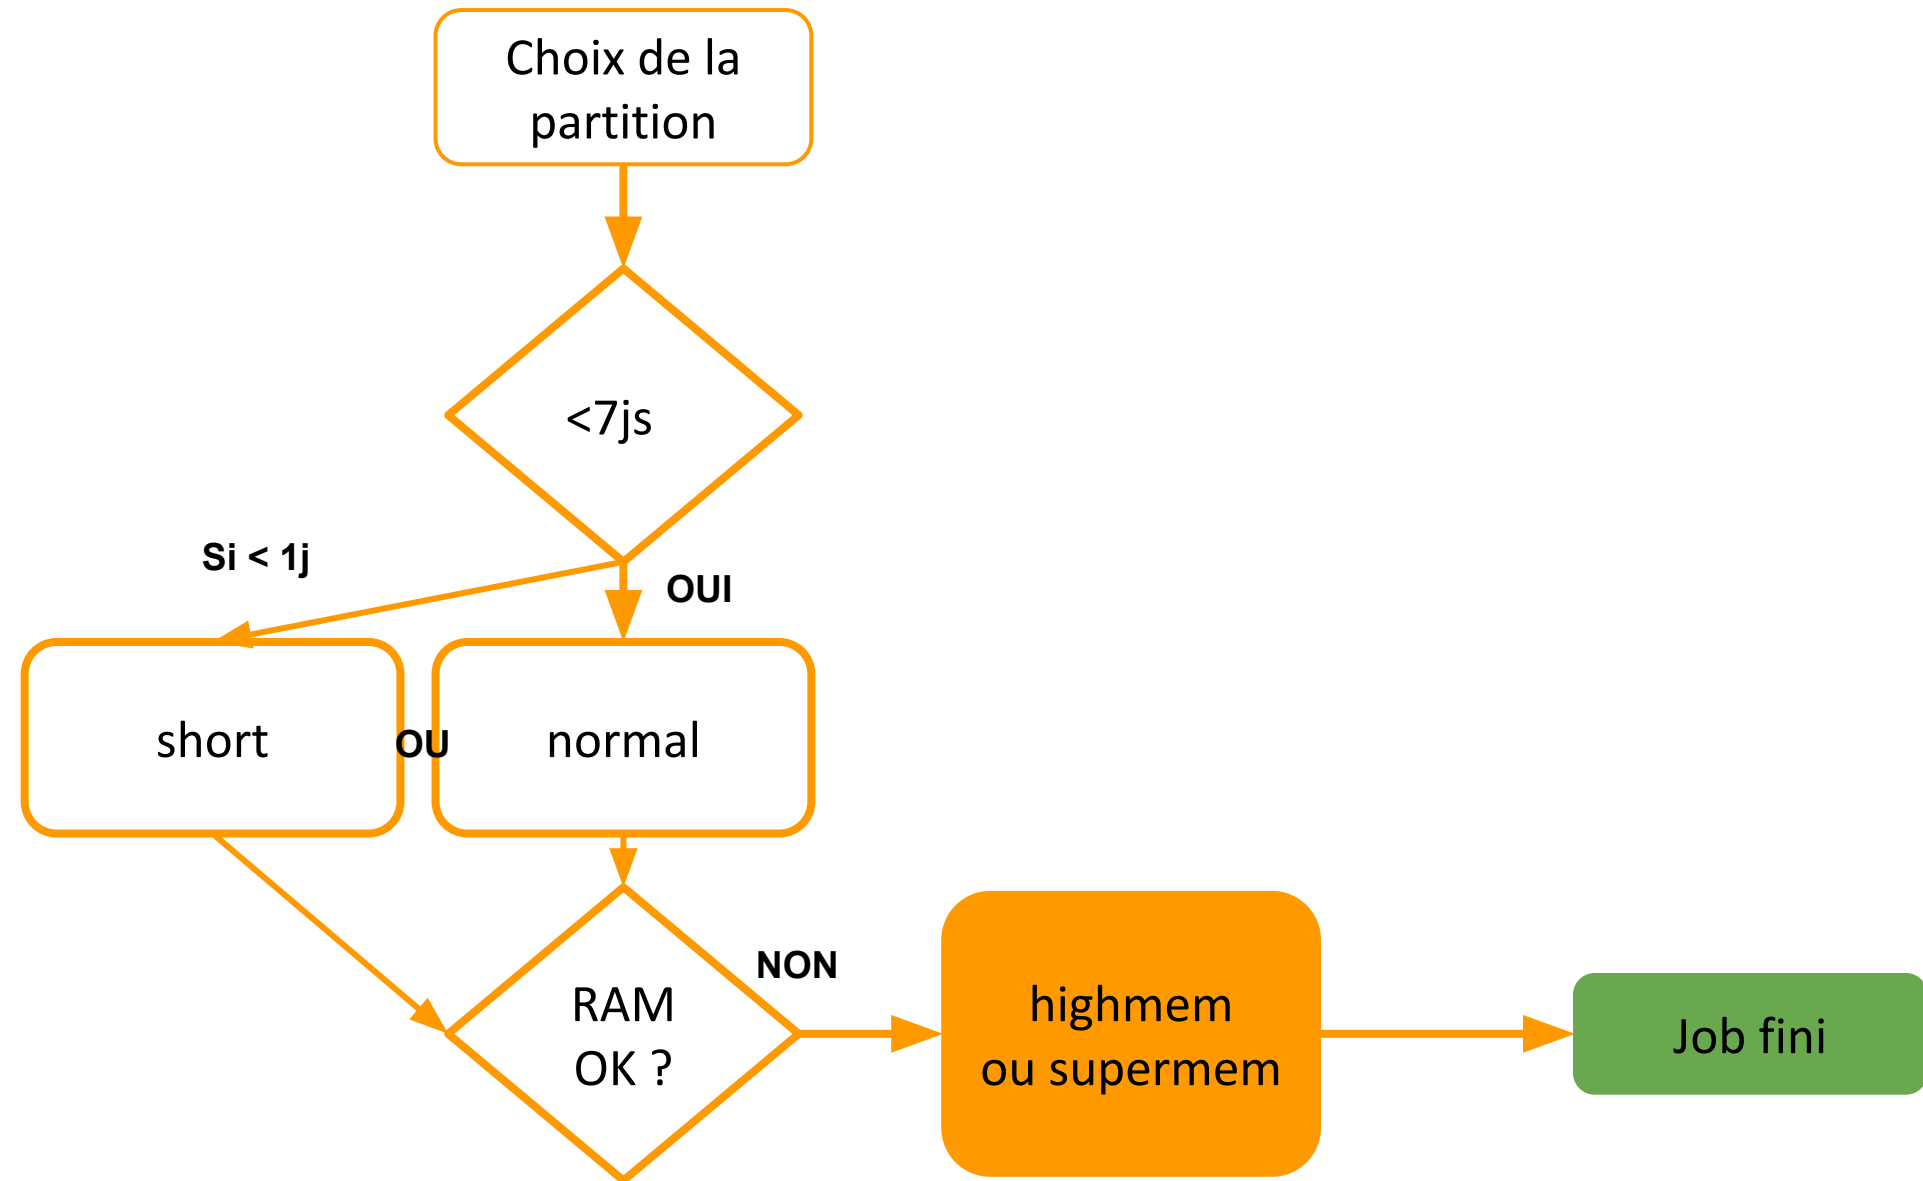 Choix de la
partition
<7js
Si < 1j
OUI
short
OU
normal
NON
RAM
OK ?
highmem
ou supermem
Job fini